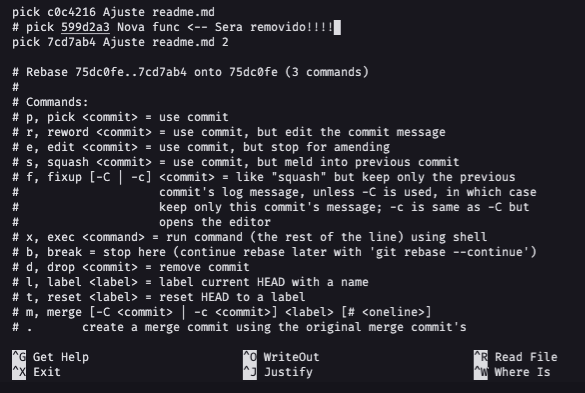 pick c0c4216 Ajuste readme.md
# pick 599d2a3 Nova func <-- Sera removido!!!!
pick 7cd7ab4 Ajuste readme.md 2
# Rebase 75dc0fe..7cd7ab4 onto 75dc0fe (3 commands)
#
# Commands:
# p, pick <commit> = use commit
# r, reword <commit> = use commit, but edit the commit message
# e, edit <commit> = use commit, but stop for amending
# s, squash <commit> = use commit, but meld into previous commit
# f, fixup [-C | -c] <commit> = like "squash" but keep only the previous
#                    commit's log message, unless -C is used, in which case
#                    keep only this commit's message; -c is same as -C but
#                    opens the editor
# x, exec <command> = run command (the rest of the line) using shell
# b, break = stop here (continue rebase later with 'git rebase --continue')
# d, drop <commit> = remove commit
# l, label <label> = label current HEAD with a name
# t, reset <label> = reset HEAD to a label
# m, merge [-C <commit> | -c <commit>] <label> [# <oneline>]
# .       create a merge commit using the original merge commit's
^G Get Help ^O WriteOut ^R Read File
^X Exit ^J Justify ^W Where Is